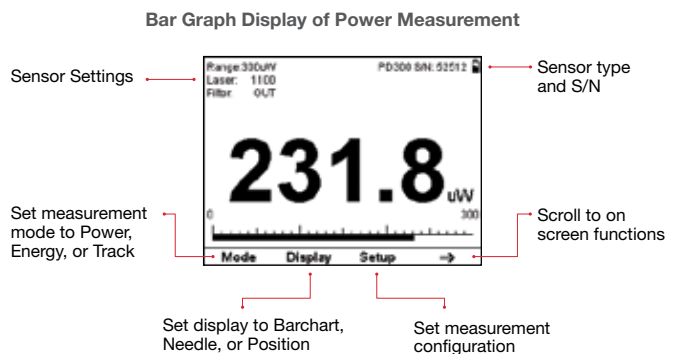 Bar Graph Display of Power Measurement
Sensor Settings
Range:300uW
Laser: 1100
Filter: OUT
PD300 S/N: 52512
Sensor type
and S/N
231.8 uW
0
300
Set measurement
mode to Power,
Energy, or Track
Scroll to on
screen functions
Mode Display Setup
Set display to Barchart,
Needle, or Position
Set measurement
configuration